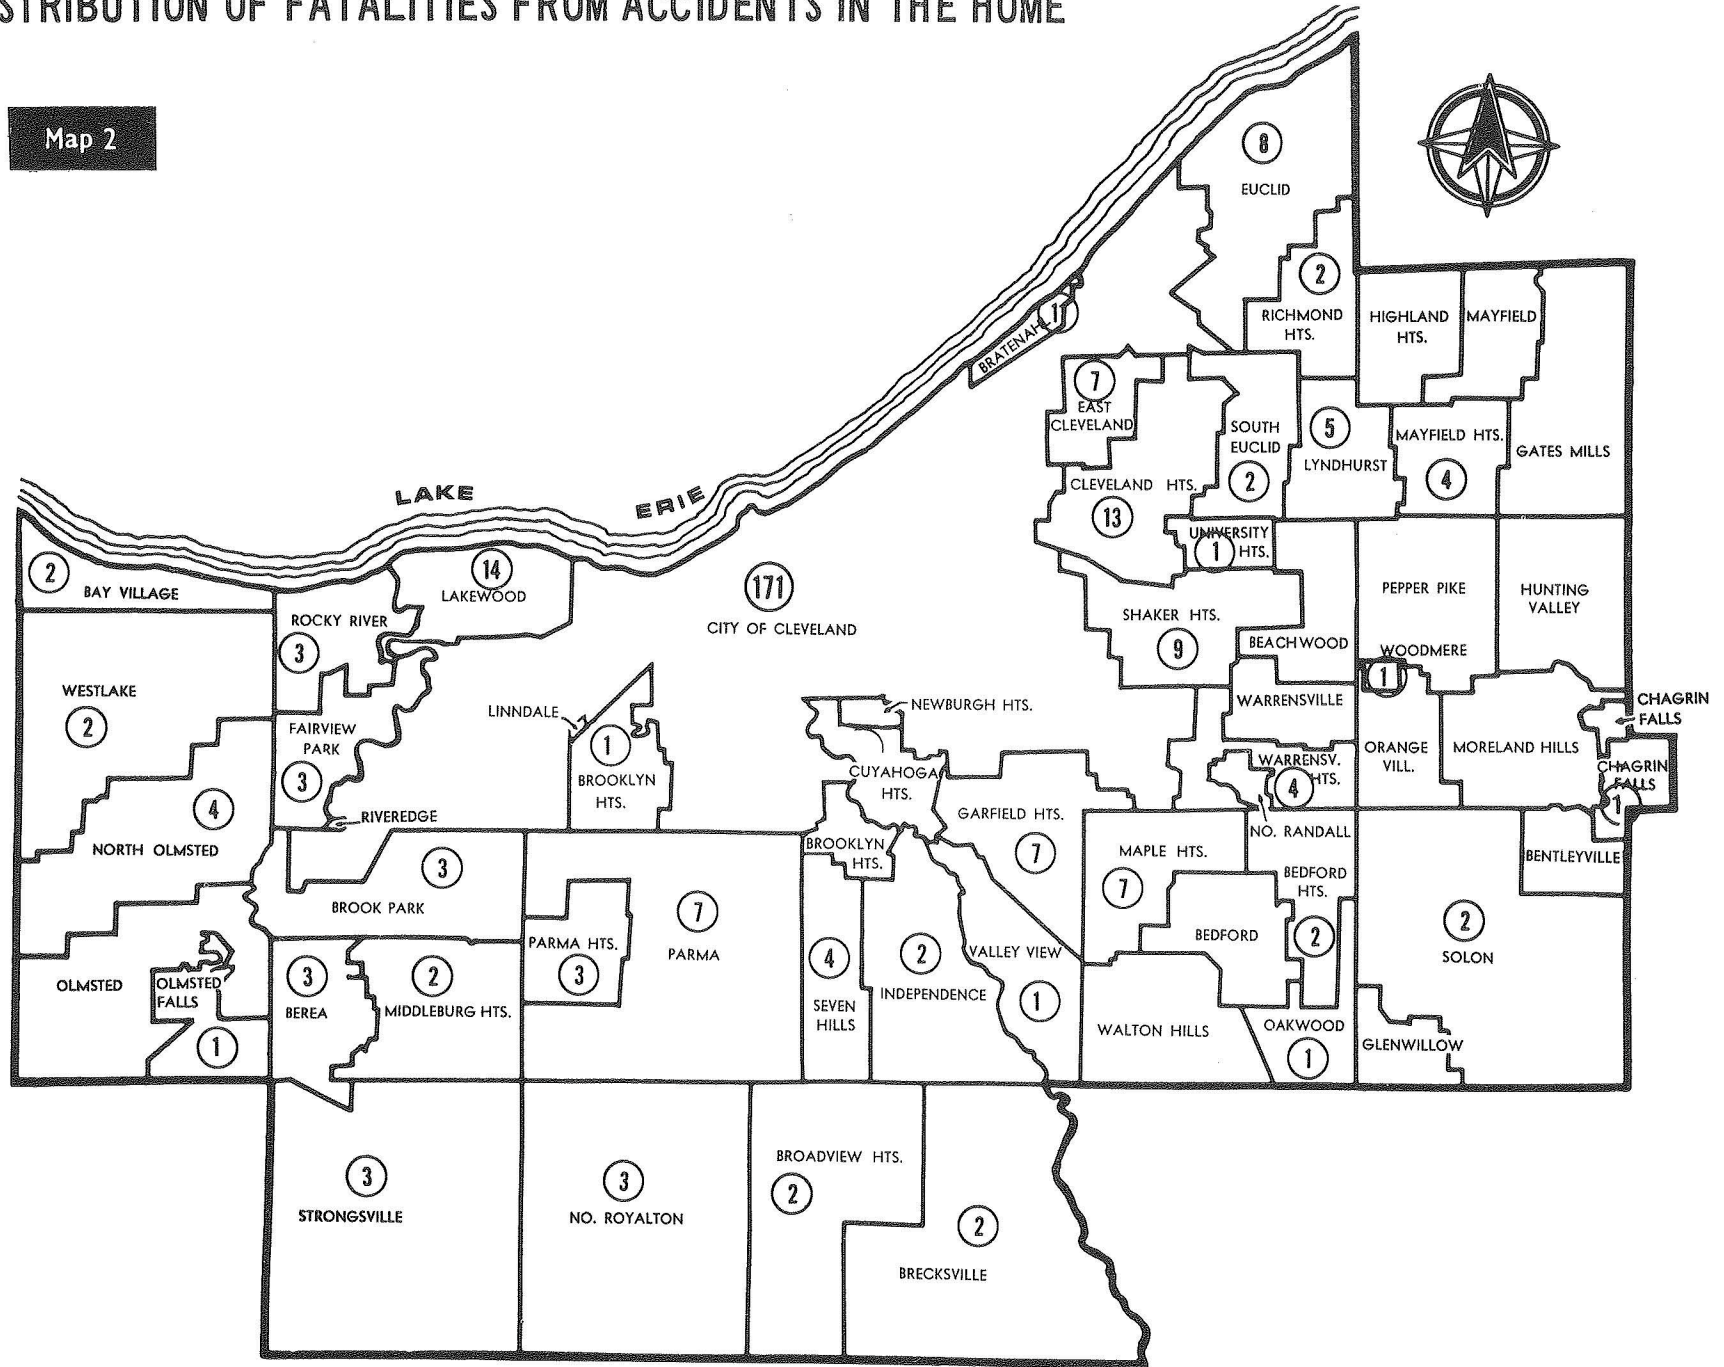 STRIBUTION OF FATALITIES FROM ACCIDENTS IN THE HOME
Map 2
8
EUCLID
2
RICHMOND
HTS.
HIGHLAND
HTS.
MAYFIELD
1
BRATENAHL
7
EAST
CLEVELAND
SOUTH
EUCLID
2
5
LYNDHURST
MAYFIELD HTS.
4
GATES MILLS
CLEVELAND HTS.
13
LAKE ERIE
UNIVERSITY
HTS.
1
2
BAY VILLAGE
14
LAKEWOOD
171
CITY OF CLEVELAND
PEPPER PIKE
HUNTING
VALLEY
ROCKY RIVER
3
SHAKER HTS.
9
BEACHWOOD
WOODMERE
1
WESTLAKE
2
LINNDALE
NEWBURGH HTS.
WARRENSVILLE
CHAGRIN
FALLS
FAIRVIEW
PARK
3
1
BROOKLYN
HTS.
CUYAHOGA
HTS.
WARRENSV.
HTS.
4
ORANGE
VILL.
MORELAND HILLS
CHAGRIN
FALLS
1
4
NORTH OLMSTED
RIVEREDGE
GARFIELD HTS.
7
NO. RANDALL
BROOKLYN
HTS.
MAPLE HTS.
7
BENTLEYVILLE
3
BROOK PARK
BEDFORD
HTS.
2
7
PARMA
PARMA HTS.
3
BEDFORD
2
SOLON
4
SEVEN
HILLS
2
INDEPENDENCE
VALLEY VIEW
1
OLMSTED
OLMSTED
FALLS
1
3
BEREA
2
MIDDLEBURG HTS.
WALTON HILLS
OAKWOOD
1
GLENWILLOW
3
STRONGSVILLE
3
NO. ROYALTON
BROADVIEW HTS.
2
2
BRECKSVILLE